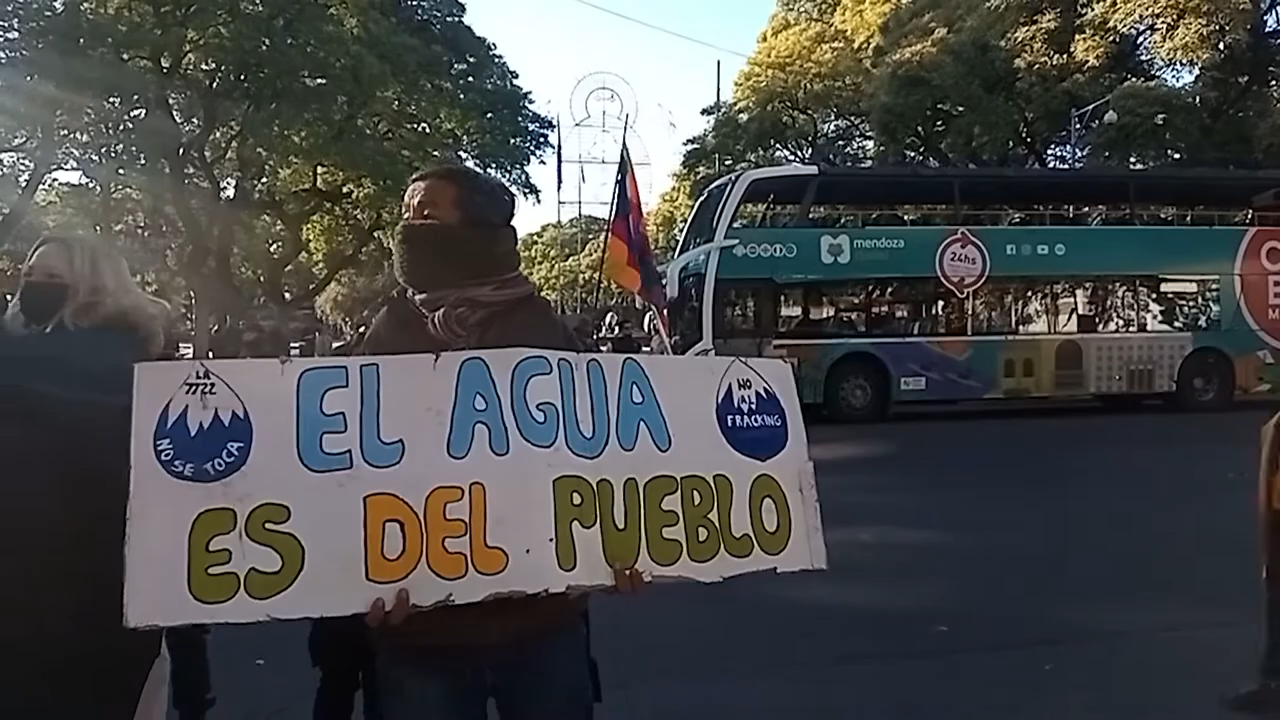 LA
7722
NO SE TOCA
EL AGUA
ES DEL PUEBLO
NO
AL
FRACKING
mendoza
24hs